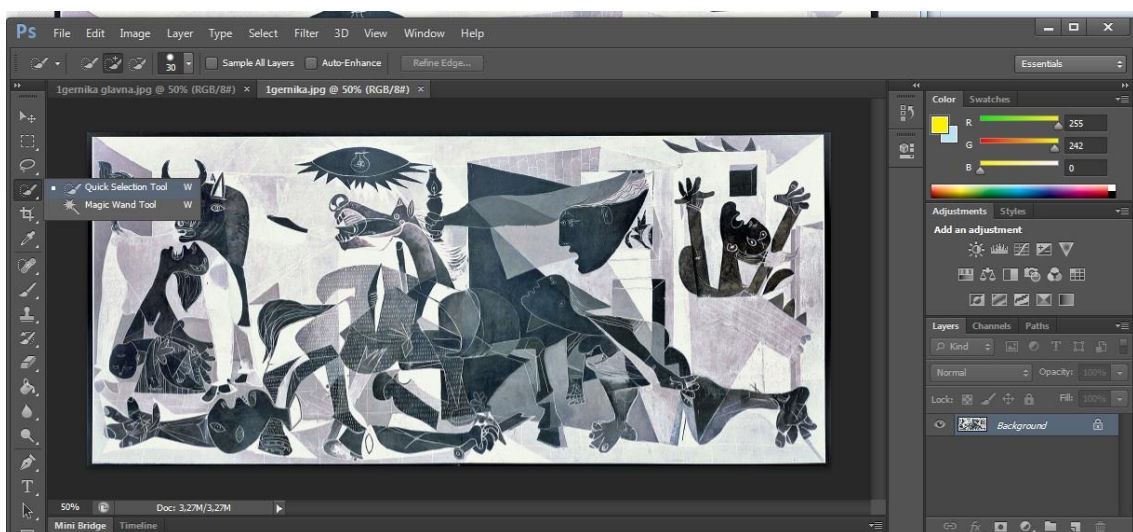 Ps File Edit Image Layer Type Select Filter 3D View Window Help
30 Sample All Layers Auto-Enhance Refine Edge... Essentials
1gernika glavna.jpg @ 50% (RGB/8#) × 1gernika.jpg @ 50% (RGB/8#) ×
Color Swatches
R 255
G 242
B 0
Quick Selection Tool W
Magic Wand Tool W
Adjustments Styles
Add an adjustment
Layers Channels Paths
Kind
Normal Opacity: 100%
Lock: Fill: 100%
Background
50% Doc: 3,27M/3,27M
Mini Bridge Timeline
fx